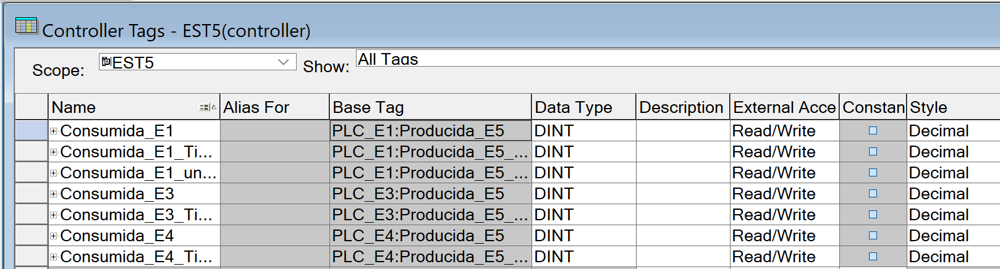 Controller Tags - EST5(controller)
Scope: EST5 Show: All Tags
Name Alias For Base Tag Data Type Description External Acce Constan Style
Consumida_E1 PLC_E1:Producida_E5 DINT Read/Write Decimal
Consumida_E1_Ti... PLC_E1:Producida_E5_... DINT Read/Write Decimal
Consumida_E1_un... PLC_E1:Producida_E5_... DINT Read/Write Decimal
Consumida_E3 PLC_E3:Producida_E5 DINT Read/Write Decimal
Consumida_E3_Ti... PLC_E3:Producida_E5_... DINT Read/Write Decimal
Consumida_E4 PLC_E4:Producida_E5 DINT Read/Write Decimal
Consumida_E4_Ti... PLC_E4:Producida_E5_... DINT Read/Write Decimal